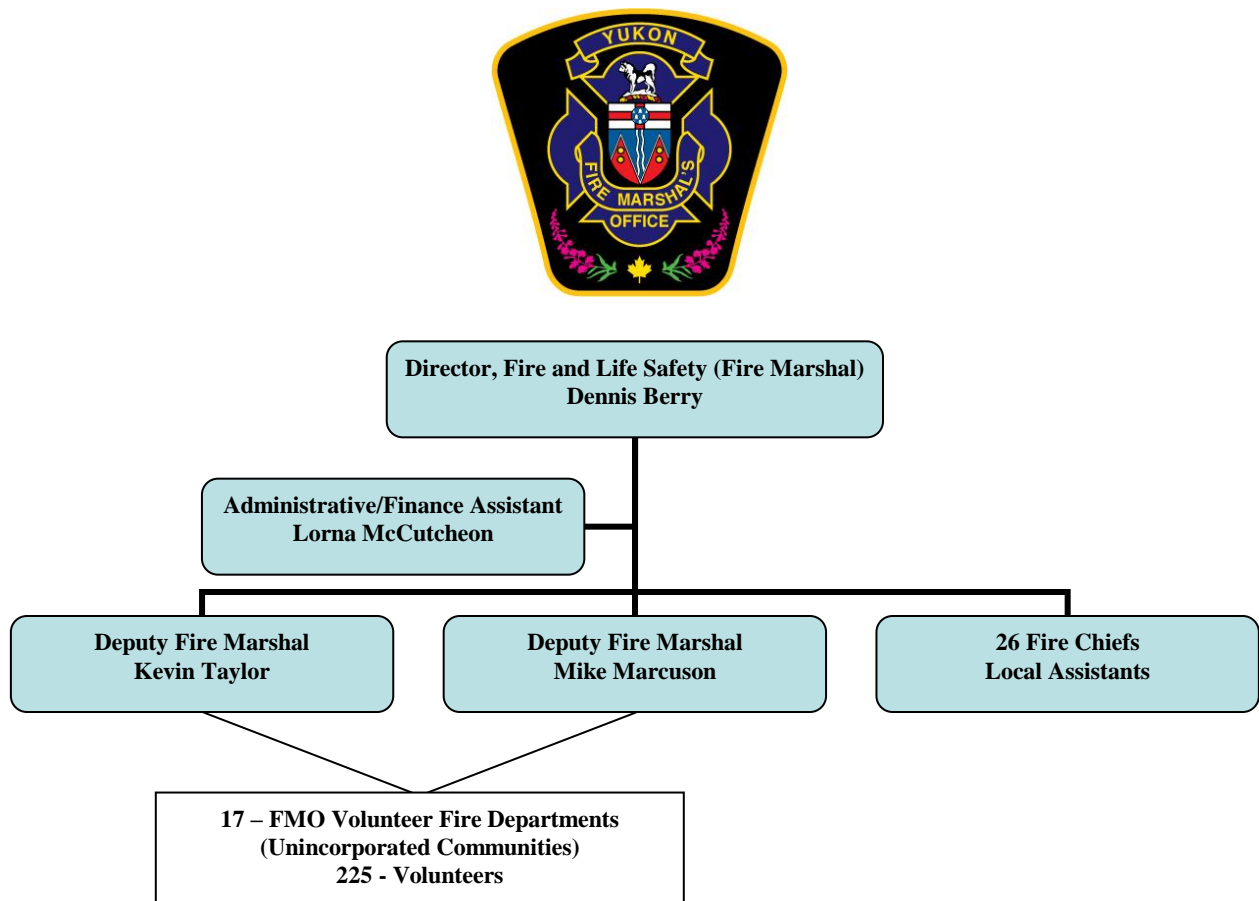 YUKON
FIRE MARSHAL'S
OFFICE
Director, Fire and Life Safety (Fire Marshal)
Dennis Berry
Administrative/Finance Assistant
Lorna McCutcheon
Deputy Fire Marshal
Kevin Taylor
Deputy Fire Marshal
Mike Marcuson
26 Fire Chiefs
Local Assistants
17 – FMO Volunteer Fire Departments
(Unincorporated Communities)
225 - Volunteers